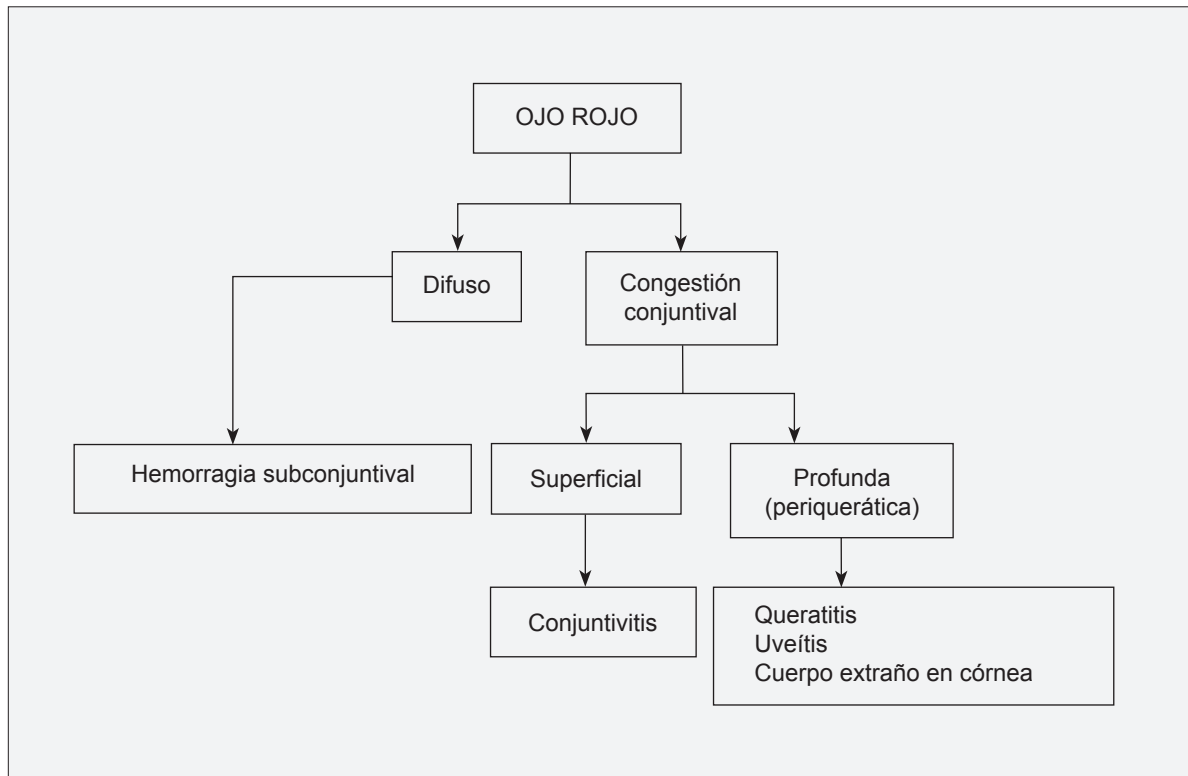 OJO ROJO
Difuso
Congestión
conjuntival
Hemorragia subconjuntival
Superficial
Profunda
(periquerática)
Conjuntivitis
Queratitis
Uveítis
Cuerpo extraño en córnea